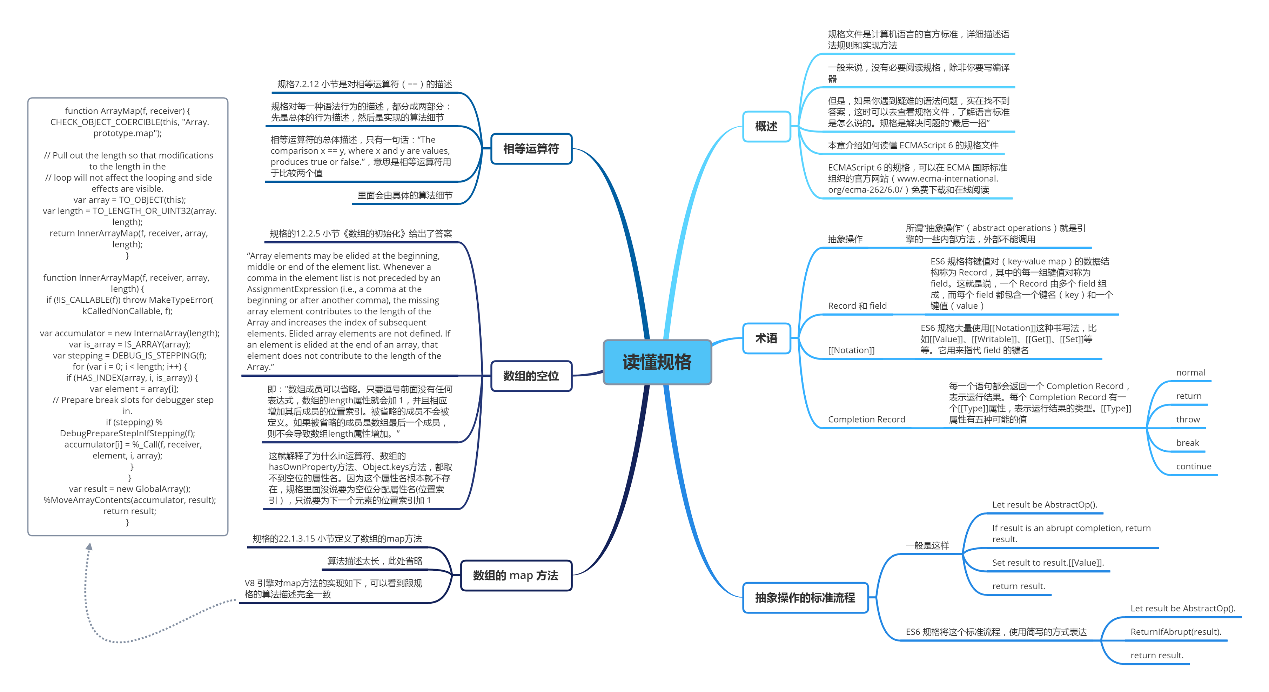 读懂规格
概述
规格文件是计算机语言的官方标准，详细描述语
法规则和实现方法
一般来说，没有必要阅读规格，除非你要写编译
器
但是，如果你遇到疑难的语法问题，实在找不到
答案，这时可以去查看规格文件，了解语言标准
是怎么说的。规格是解决问题的“最后一招”
本章介绍如何读懂 ECMAScript 6 的规格文件
ECMAScript 6 的规格，可以在 ECMA 国际标准
组织的官方网站（www.ecma-international.
org/ecma-262/6.0/）免费下载和在线阅读
术语
抽象操作
所谓“抽象操作”（abstract operations）就是引
擎的一些内部方法，外部不能调用
Record 和 field
ES6 规格将键值对（key-value map）的数据结
构称为 Record，其中的每一组键值对称为
field。这就是说，一个 Record 由多个 field 组
成，而每个 field 都包含一个键名（key）和一个
键值（value）
[[Notation]]
ES6 规格大量使用[[Notation]]这种书写法，比
如[[Value]]、[[Writable]]、[[Get]]、[[Set]]等
等。它用来指代 field 的键名
Completion Record
每一个语句都会返回一个 Completion Record，
表示运行结果。每个 Completion Record 有一
个[[Type]]属性，表示运行结果的类型。[[Type]]
属性有五种可能的值
normal
return
throw
break
continue
抽象操作的标准流程
一般是这样
Let result be AbstractOp().
If result is an abrupt completion, return
result.
Set result to result.[[Value]].
return result.
ES6 规格将这个标准流程，使用简写的方式表达
Let result be AbstractOp().
ReturnIfAbrupt(result).
return result.
相等运算符
规格7.2.12 小节是对相等运算符（==）的描述
规格对每一种语法行为的描述，都分成两部分：
先是总体的行为描述，然后是实现的算法细节
相等运算符的总体描述，只有一句话：“The
comparison x == y, where x and y are values,
produces true or false.”，意思是相等运算符用
于比较两个值
里面会由具体的算法细节
数组的空位
规格的12.2.5 小节《数组的初始化》给出了答案
“Array elements may be elided at the beginning,
middle or end of the element list. Whenever a
comma in the element list is not preceded by an
AssignmentExpression (i.e., a comma at the
beginning or after another comma), the missing
array element contributes to the length of the
Array and increases the index of subsequent
elements. Elided array elements are not defined. If
an element is elided at the end of an array, that
element does not contribute to the length of the
Array.”
即：“数组成员可以省略。只要逗号前面没有任何
表达式，数组的length属性就会加 1，并且相应
增加其后成员的位置索引。被省略的成员不会被
定义。如果被省略的成员是数组最后一个成员，
则不会导致数组length属性增加。”
这就解释了为什么in运算符、数组的
hasOwnProperty方法、Object.keys方法，都取
不到空位的属性名。因为这个属性名根本就不存
在，规格里面没说要为空位分配属性名(位置索
引），只说要为下一个元素的位置索引加 1
数组的 map 方法
规格的22.1.3.15 小节定义了数组的map方法
算法描述太长，此处省略
V8 引擎对map方法的实现如下，可以看到跟规
格的算法描述完全一致
function ArrayMap(f, receiver) {
CHECK_OBJECT_COERCIBLE(this, "Array.
prototype.map");
// Pull out the length so that modifications
to the length in the
// loop will not affect the looping and side
effects are visible.
var array = TO_OBJECT(this);
var length = TO_LENGTH_OR_UINT32(array.
length);
return InnerArrayMap(f, receiver, array,
length);
}
function InnerArrayMap(f, receiver, array,
length) {
if (!IS_CALLABLE(f)) throw MakeTypeError(
kCalledNonCallable, f);
var accumulator = new InternalArray(length);
var is_array = IS_ARRAY(array);
var stepping = DEBUG_IS_STEPPING(f);
for (var i = 0; i < length; i++) {
if (HAS_INDEX(array, i, is_array)) {
var element = array[i];
// Prepare break slots for debugger step
in.
if (stepping) %
DebugPrepareStepInIfStepping(f);
accumulator[i] = %_Call(f, receiver,
element, i, array);
}
}
var result = new GlobalArray();
%MoveArrayContents(accumulator, result);
return result;
}